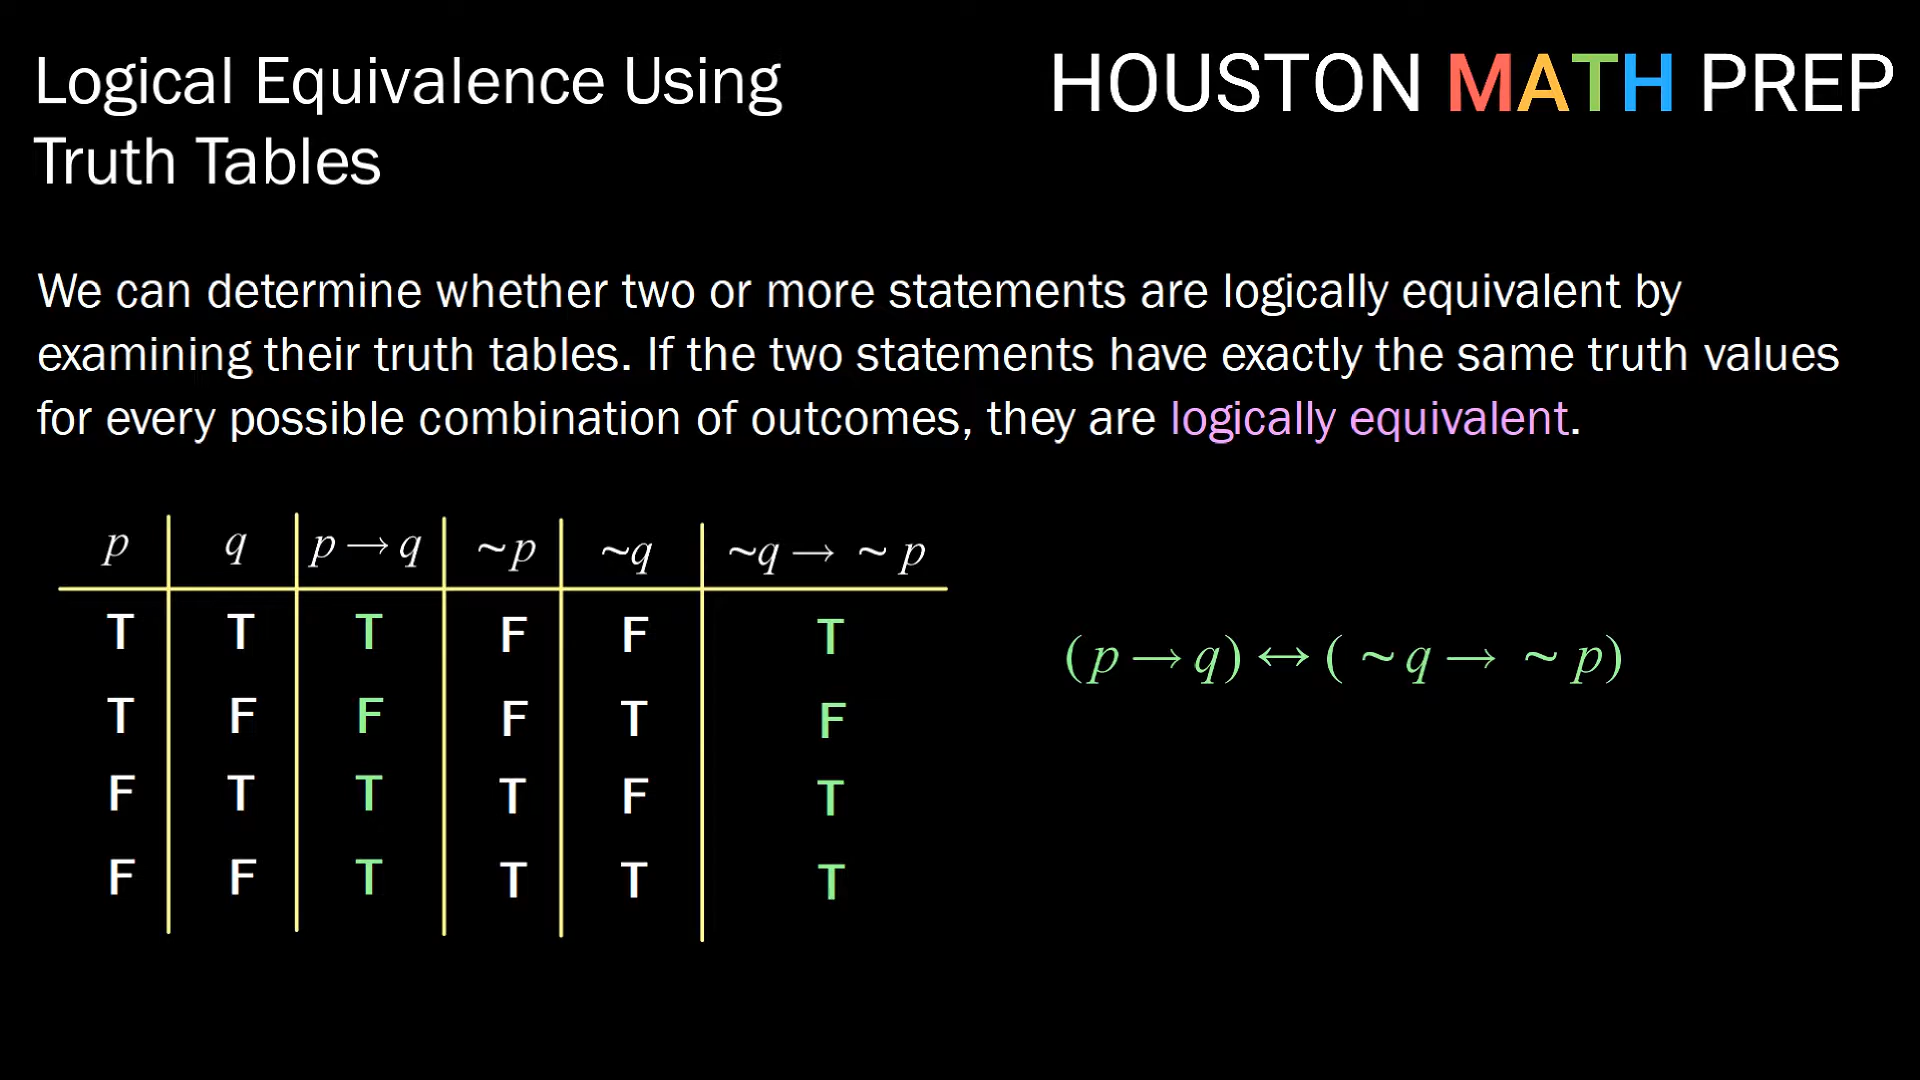 Logical Equivalence Using
Truth Tables
HOUSTON MATH PREP
We can determine whether two or more statements are logically equivalent by
examining their truth tables. If the two statements have exactly the same truth values
for every possible combination of outcomes, they are logically equivalent.
p q p → q ~p ~q ~q → ~ p
T T T F F T
T F F F T F
F T T T F T
F F T T T T
(p → q) ↔ ( ~q → ~ p)